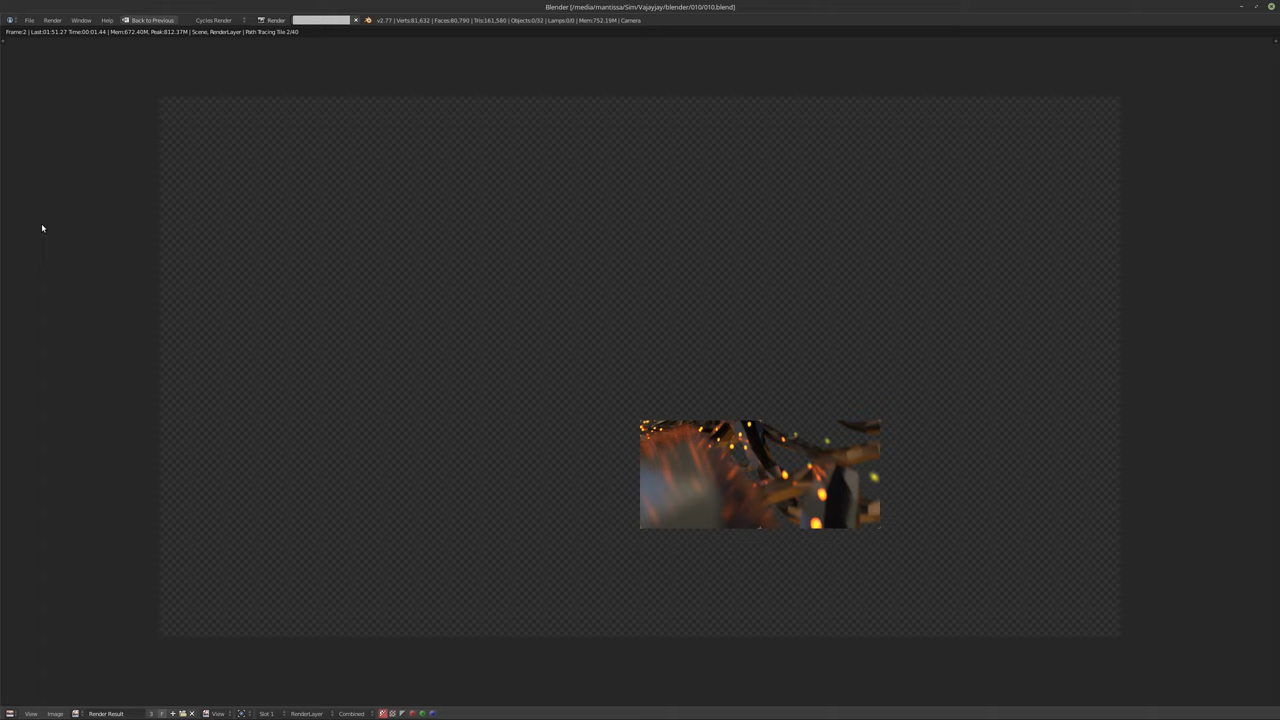 Blender [/media/mantissa/Sim/Vajayjay/blender/010/010.blend]
File Render Window Help Back to Previous Cycles Render Render v2.77 | Verts:81,632 | Faces:80,790 | Tris:161,580 | Objects:0/32 | Lamps:0/0 | Mem:752.19M | Camera
Frame:2 | Last:01:51.27 Time:00:01.44 | Mem:672.40M, Peak:812.37M | Scene, RenderLayer | Path Tracing Tile 2/40
View Image Render Result 3 F View Slot 1 RenderLayer Combined